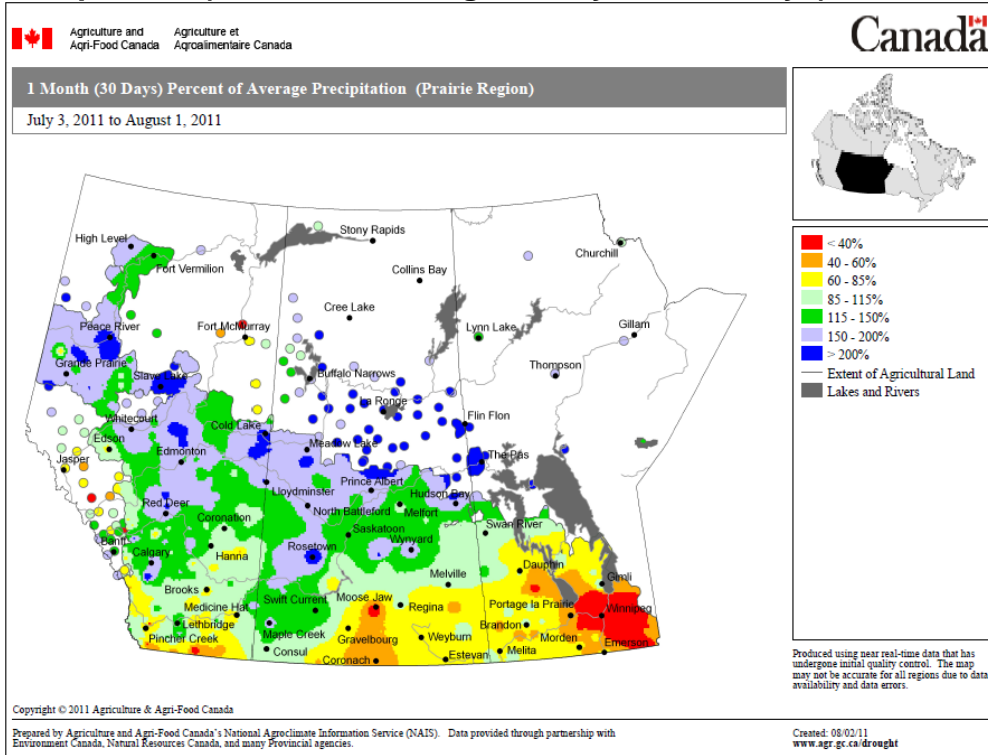 Agriculture and Agriculture et
Agri-Food Canada Agroalimentaire Canada
Canada
1 Month (30 Days) Percent of Average Precipitation (Prairie Region)
July 3, 2011 to August 1, 2011
Stony Rapids
High Level
Churchill
Fort Vermilion
Collins Bay
Cree Lake
Peace River
Fort McMurray
Lynn Lake
Gillam
Grande Prairie
Thompson
Slave Lake
Buffalo Narrows
La Ronge
Whitecourt
Flin Flon
Cold Lake
Edson
Meadow Lake
Jasper
Edmonton
The Pas
Prince Albert
Lloydminster
Hudson Bay
Red Deer
North Battleford
Melfort
Coronation
Swan River
Saskatoon
Banff
Calgary
Hanna
Rosetown
Wynyard
Dauphin
Melville
Gimli
Brooks
Swift Current
Moose Jaw
Medicine Hat
Regina
Portage la Prairie
Winnipeg
Lethbridge
Brandon
Pincher Creek
Maple Creek
Gravelbourg
Weyburn
Morden
Emerson
Consul
Coronach
Estevan
Melita
< 40%
40 - 60%
60 - 85%
85 - 115%
115 - 150%
150 - 200%
> 200%
Extent of Agricultural Land
Lakes and Rivers
Produced using near real-time data that has
undergone initial quality control. The map
may not be accurate for all regions due to data
availability and data errors.
Copyright © 2011 Agriculture & Agri-Food Canada
Prepared by Agriculture and Agri-Food Canada's National Agroclimate Information Service (NAIS). Data provided through partnership with
Environment Canada, Natural Resources Canada, and many Provincial agencies.
Created: 08/02/11
www.agr.gc.ca/drought